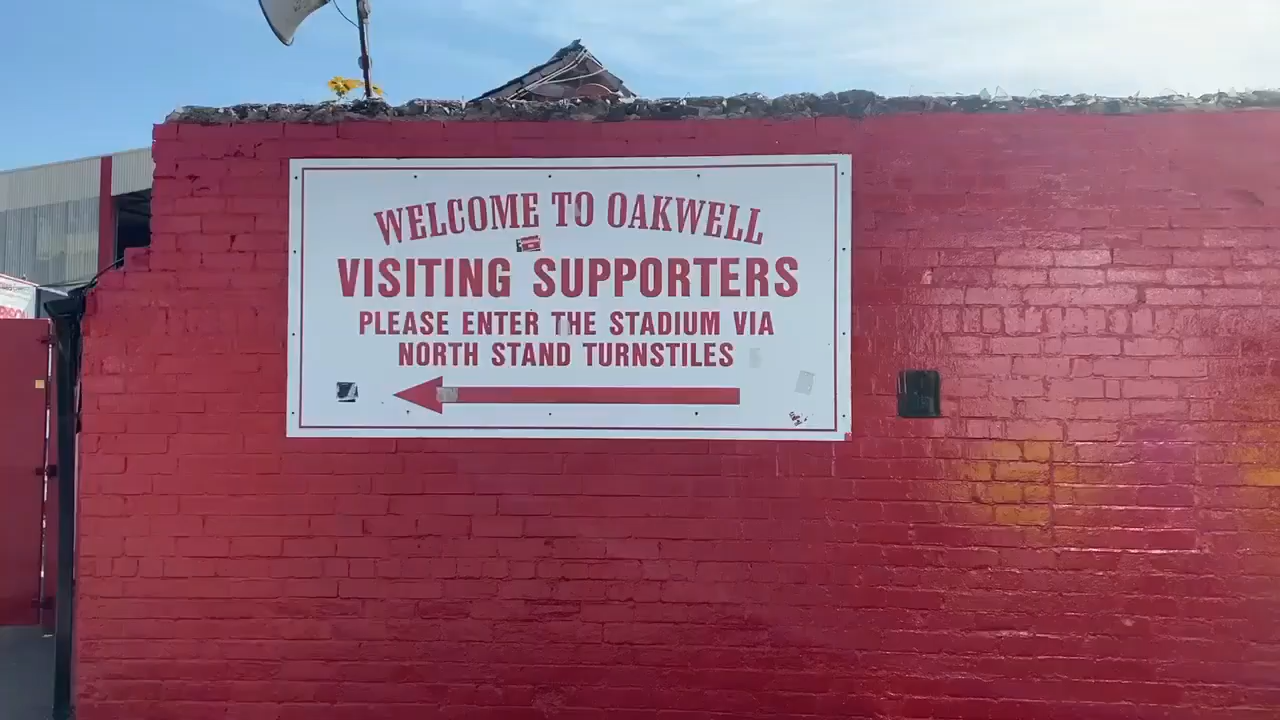 WELCOME TO OAKWELL
VISITING SUPPORTERS
PLEASE ENTER THE STADIUM VIA
NORTH STAND TURNSTILES